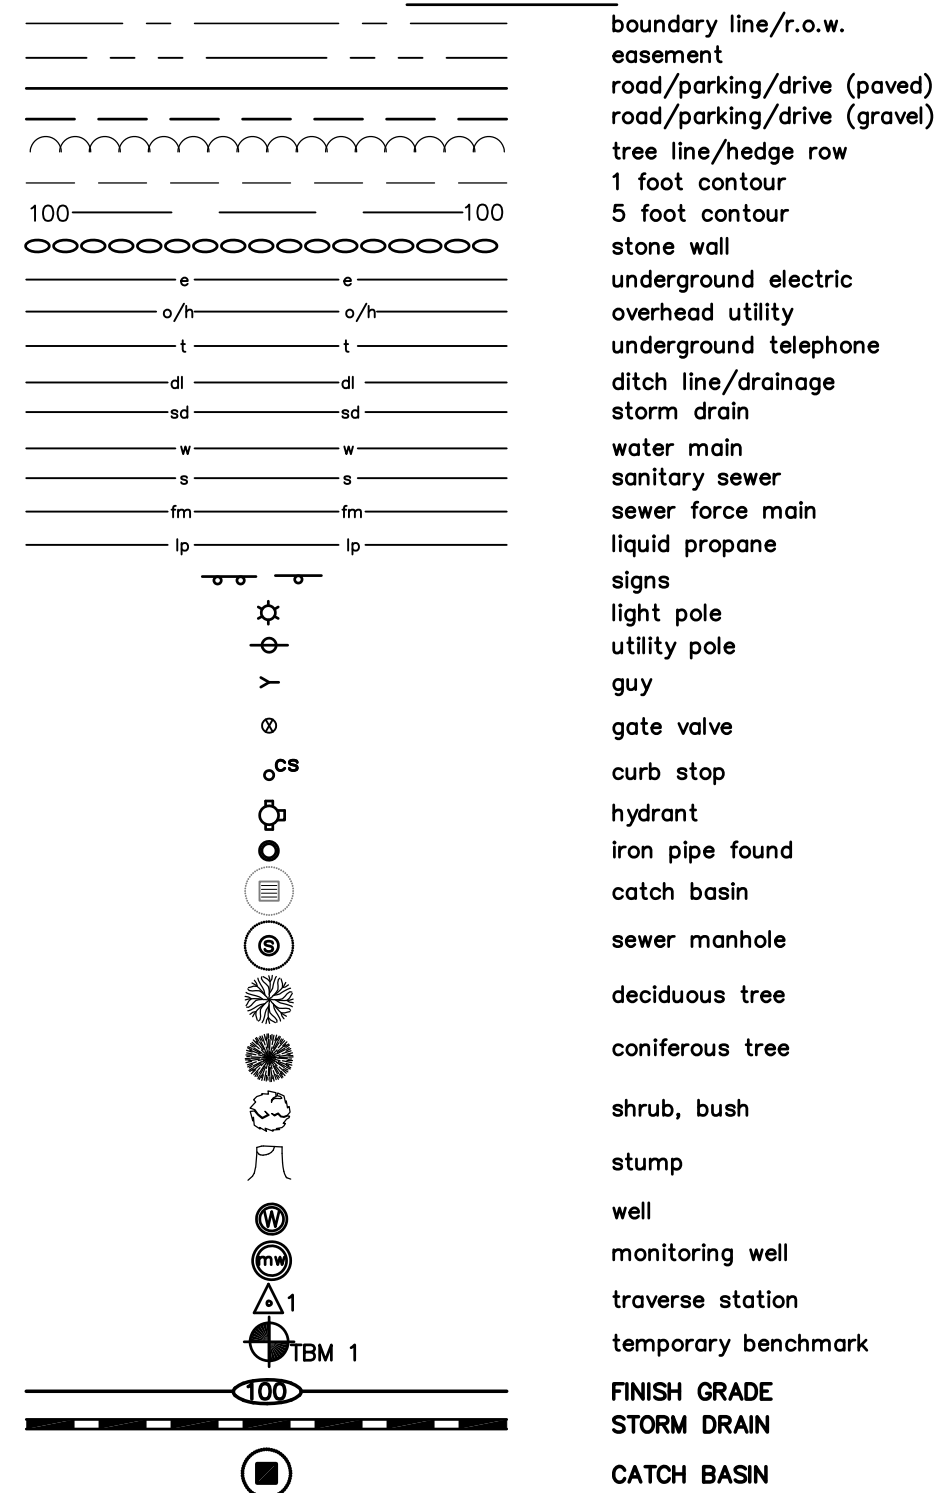 boundary line/r.o.w.
easement
road/parking/drive (paved)
road/parking/drive (gravel)
tree line/hedge row
1 foot contour
100 100 5 foot contour
stone wall
e e underground electric
o/h o/h overhead utility
t t underground telephone
dl dl ditch line/drainage
sd sd storm drain
w w water main
s s sanitary sewer
fm fm sewer force main
lp lp liquid propane
signs
light pole
utility pole
guy
gate valve
cs curb stop
hydrant
iron pipe found
catch basin
S sewer manhole
deciduous tree
coniferous tree
shrub, bush
stump
W well
mw monitoring well
1 traverse station
TBM 1 temporary benchmark
100 FINISH GRADE
STORM DRAIN
CATCH BASIN